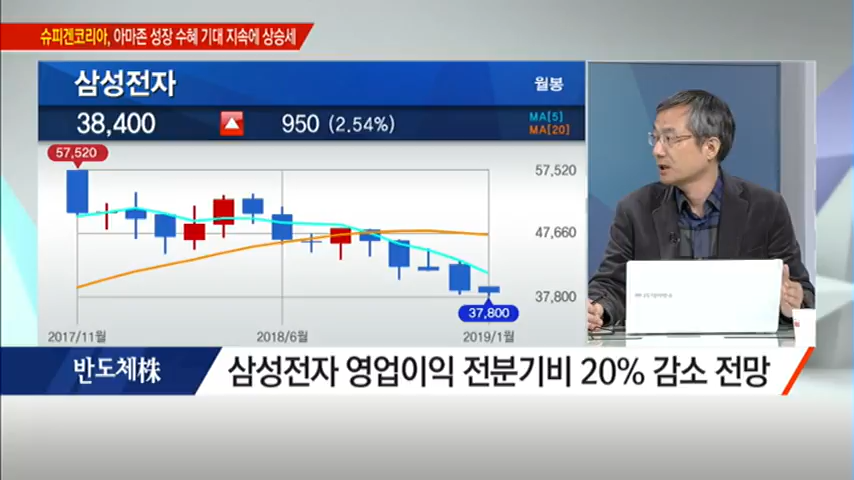 슈피겐코리아, 아마존 성장 수혜 기대 지속에 상승세
삼성전자
월봉
38,400 950 (2.54%)
MA[5]
MA[20]
57,520
57,520
47,660
37,800
37,800
2017/11월 2018/6월 2019/1월
반도체株
삼성전자 영업이익 전분기비 20% 감소 전망